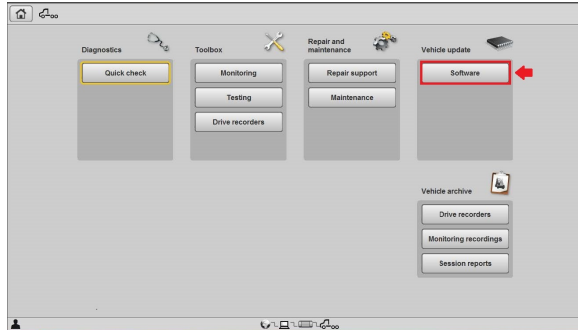 Diagnostics
Quick check
Toolbox
Monitoring
Testing
Drive recorders
Repair and
maintenance
Repair support
Maintenance
Vehicle update
Software
Vehicle archive
Drive recorders
Monitoring recordings
Session reports